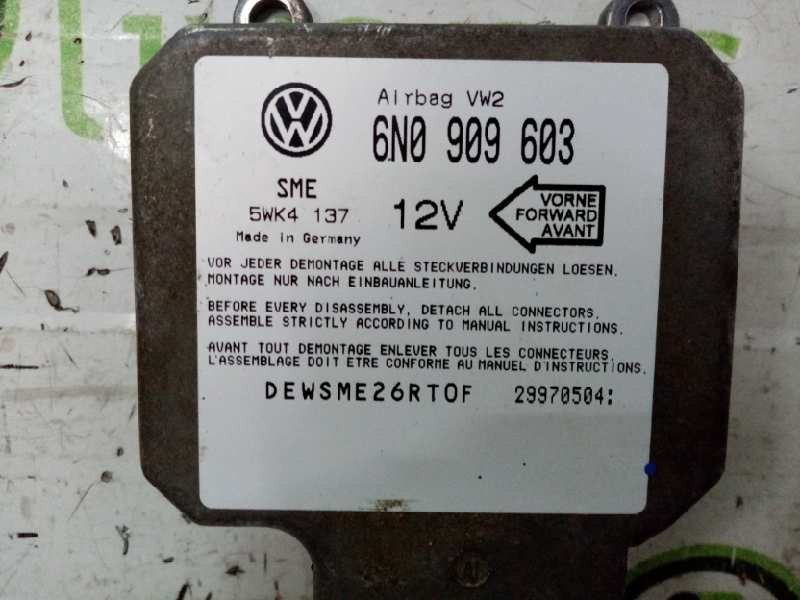 Airbag VW2
6N0 909 603
SME
5WK4 137
12V
VORNE
FORWARD
AVANT
Made in Germany
VOR JEDER DEMONTAGE ALLE STECKVERBINDUNGEN LOESEN.
MONTAGE NUR NACH EINBAUANLEITUNG.
BEFORE EVERY DISASSEMBLY, DETACH ALL CONNECTORS.
ASSEMBLE STRICTLY ACCORDING TO MANUAL INSTRUCTIONS.
AVANT TOUT DEMONTAGE ENLEVER TOUS LES CONNECTEURS.
L'ASSEMBLAGE DOIT ETRE CONFORME AU MANUEL D'INSTRUCTIONS.
DEWSME26RTOF 29970504: